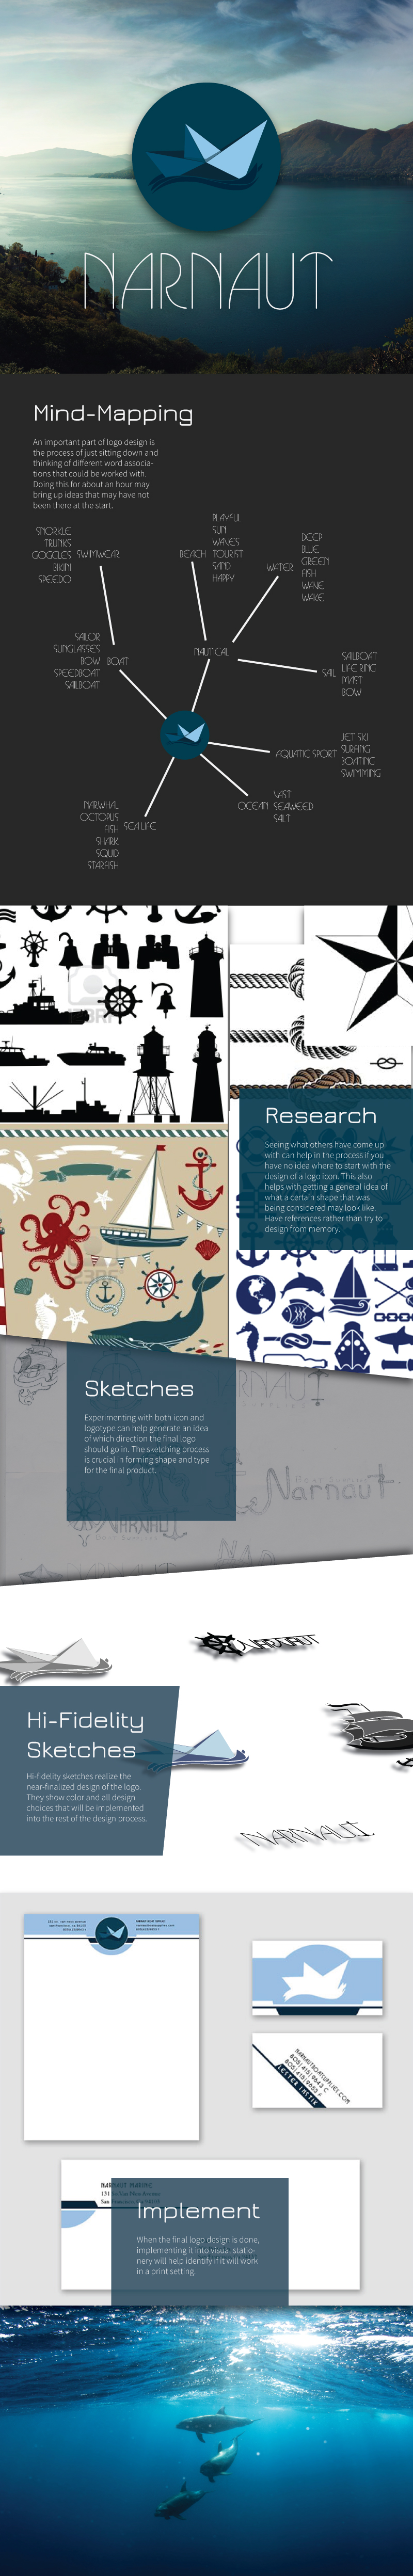 NARNAUT
Mind-Mapping
An important part of logo design is
the process of just sitting down and
thinking of different word associa-
tions that could be worked with.
Doing this for about an hour may
bring up ideas that may have not
been there at the start.
SNORKLE
TRUNKS
GOGGLES
BIKINI
SPEEDO
SWIMWEAR
BEACH
PLAYFUL
SUN
WAVES
TOURIST
SAND
HAPPY
WATER
DEEP
BLUE
GREEN
FISH
WAVE
WAKE
SAILOR
SUNGLASSES
BOW
SPEEDBOAT
SAILBOAT
BOAT
NAUTICAL
SAIL
SAILBOAT
LIFE RING
MAST
BOW
AQUATIC SPORT
JET SKI
SURFING
BOATING
SWIMMING
OCEAN
VAST
SEAWEED
SALT
NARWHAL
OCTOPUS
FISH
SHARK
SQUID
STARFISH
SEA LIFE
Research
Seeing what others have come up
with can help in the process if you
have no idea where to start with the
design of a logo icon. This also
helps with getting a general idea of
what a certain shape that was
being considered may look like.
Have references rather than try to
design from memory.
Sketches
Experimenting with both icon and
logotype can help generate an idea
of which direction the final logo
should go in. The sketching process
is crucial in forming shape and type
for the final product.
Narnaut
NARNAUT
NARNAUT
Hi-Fidelity
Sketches
Hi-fidelity sketches realize the
near-finalized design of the logo.
They show color and all design
choices that will be implemented
into the rest of the design process.
NARNAUT
NARNAUT MARINE
Implement
When the final logo design is done,
implementing it into visual statio-
nery will help identify if it will work
in a print setting.